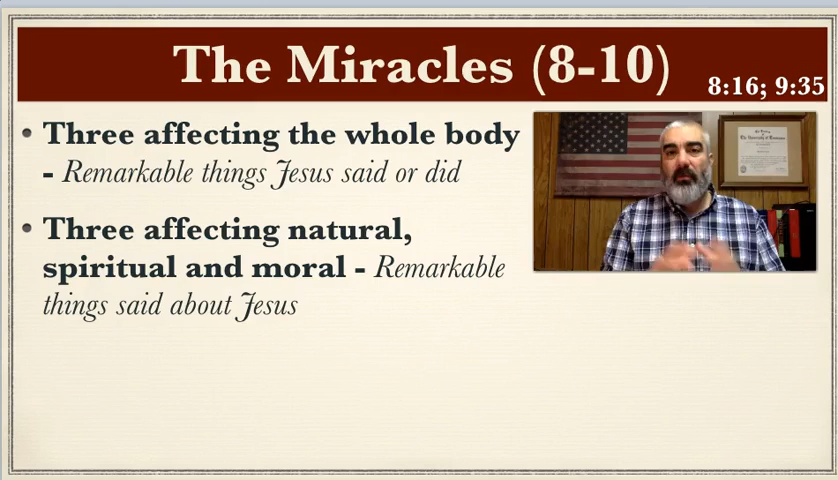 The Miracles (8-10)
8:16; 9:35
• Three affecting the whole body
- Remarkable things Jesus said or did
• Three affecting natural,
spiritual and moral - Remarkable
things said about Jesus